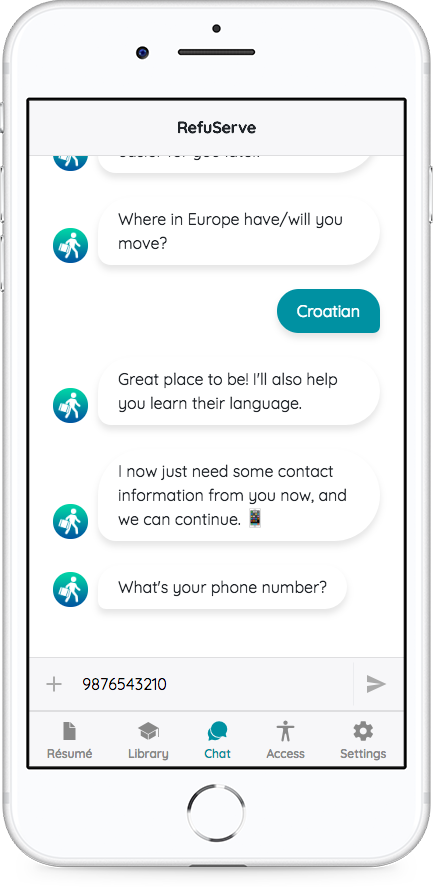 RefuServe
Where in Europe have/will you
move?
Croatian
Great place to be! I'll also help
you learn their language.
I now just need some contact
information from you now, and
we can continue. 📱
What's your phone number?
9876543210
Résumé
Library
Chat
Access
Settings